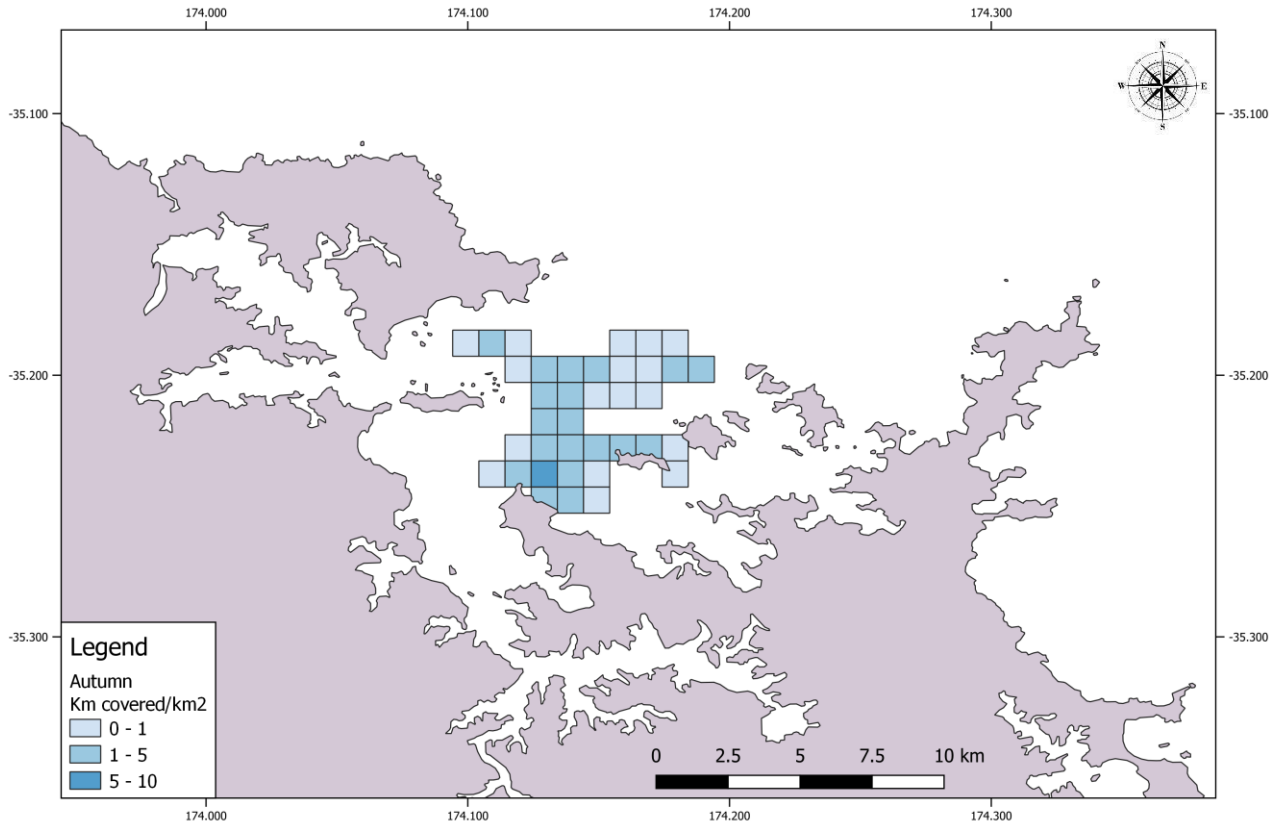 174.000 174.100 174.200 174.300
N
W E
S
-35.100 -35.100
-35.200 -35.200
-35.300 -35.300
Legend
Autumn
Km covered/km2
0 - 1
1 - 5
5 - 10
0 2.5 5 7.5 10 km
174.000 174.100 174.200 174.300